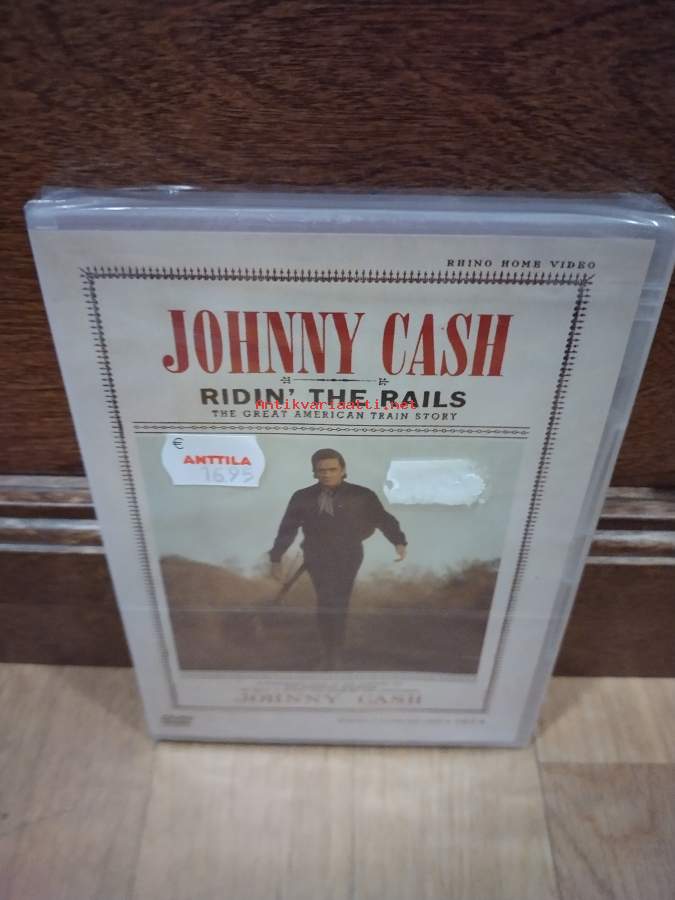 RHINO HOME VIDEO
JOHNNY CASH
RIDIN' THE RAILS
Antikvariaatti.net
THE GREAT AMERICAN TRAIN STORY
€
ANTTILA
16.95
JOHNNY CASH